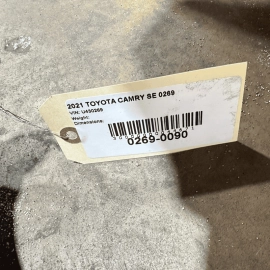 2021 TOYOTA CAMRY SE 0269
VIN: U450269
Weight:
Dimensions:
0269-0090